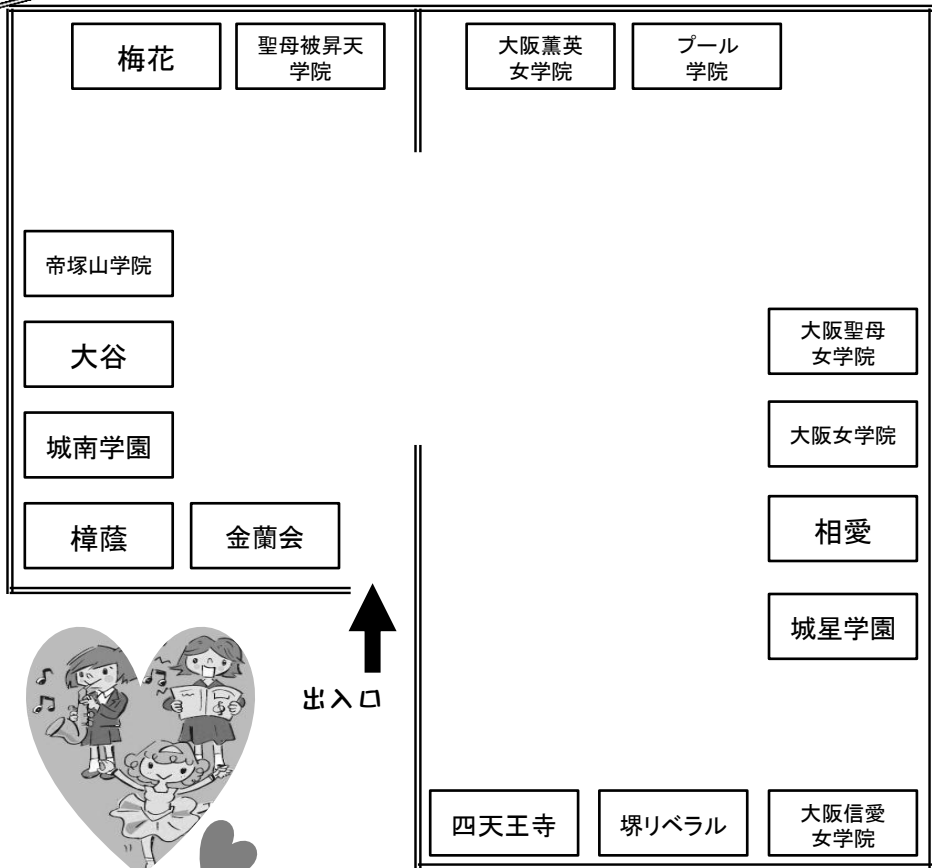 梅花
聖母被昇天
学院
大阪薫英
女学院
プール
学院
帝塚山学院
大谷
城南学園
樟蔭
金蘭会
大阪聖母
女学院
大阪女学院
相愛
城星学園
出入口
四天王寺
堺リベラル
大阪信愛
女学院